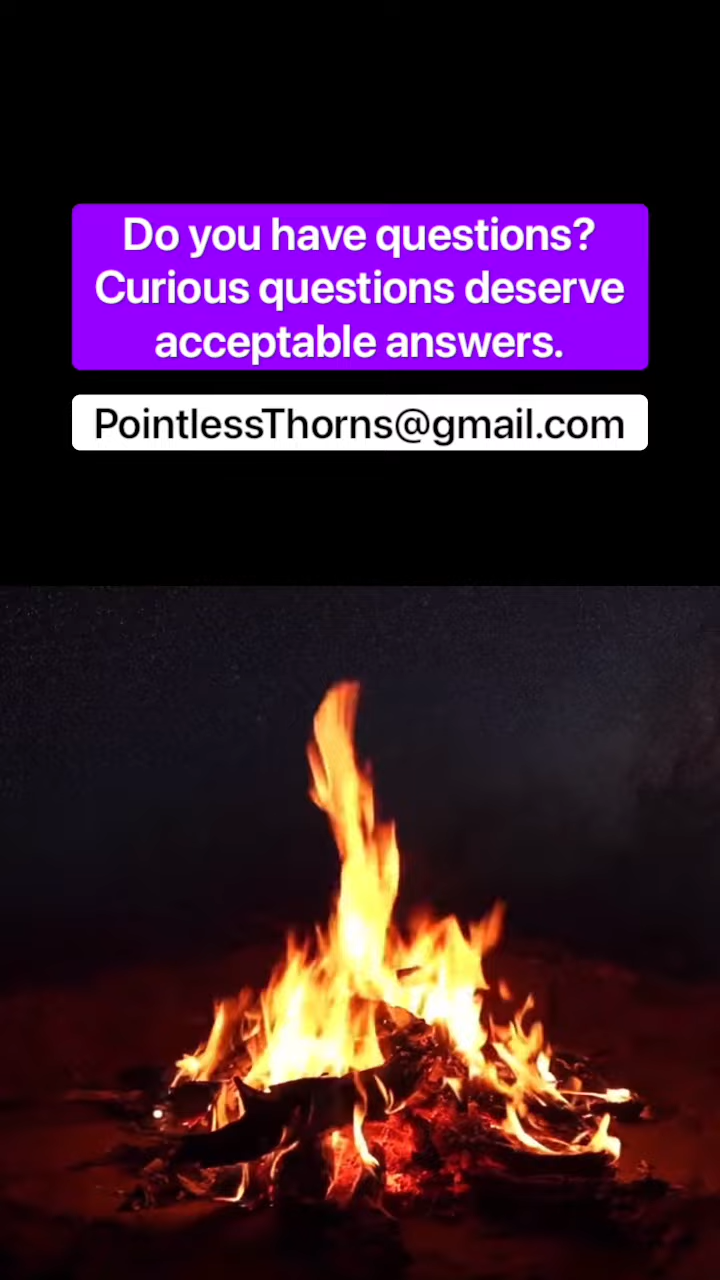 Do you have questions?
Curious questions deserve
acceptable answers.
PointlessThorns@gmail.com